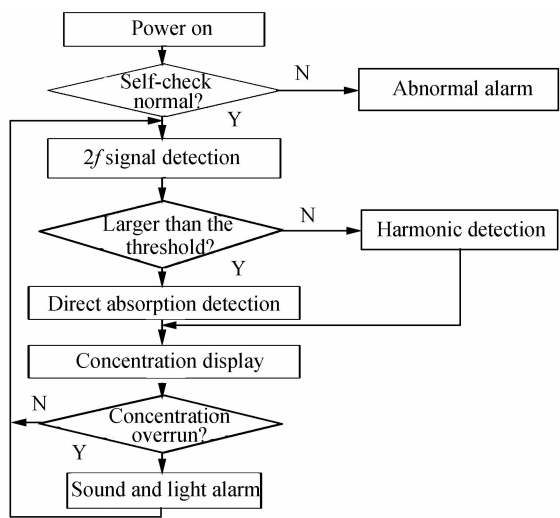 Power on
Self-check
normal?
N
Abnormal alarm
Y
2f signal detection
Larger than the
threshold?
N
Harmonic detection
Y
Direct absorption detection
Concentration display
N
Concentration
overrun?
Y
Sound and light alarm